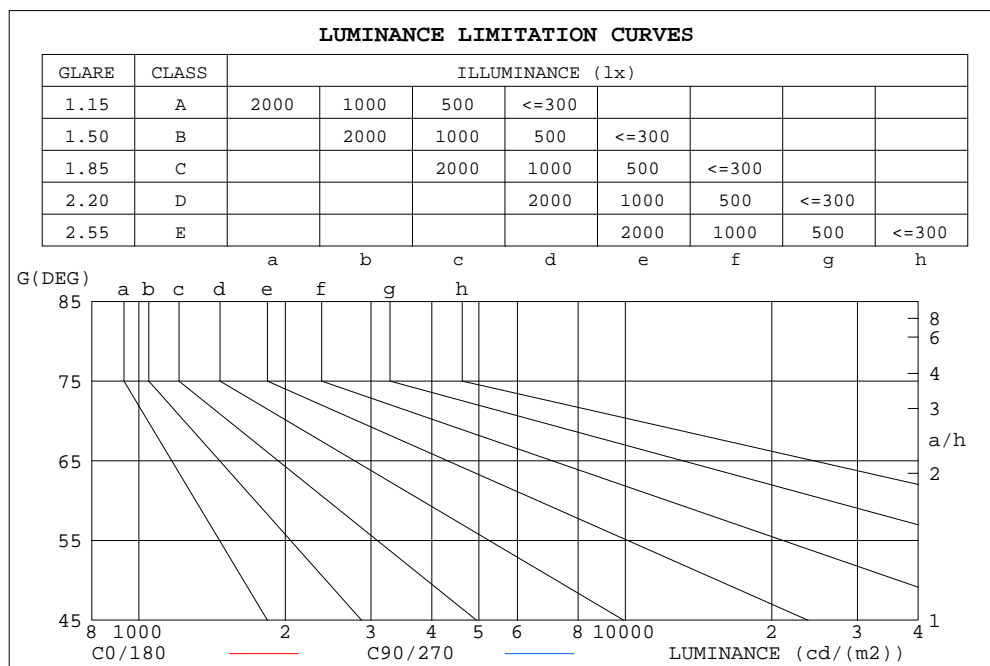 LUMINANCE LIMITATION CURVES
GLARE CLASS ILLUMINANCE (lx)
1.15 A 2000 1000 500 <=300
1.50 B 2000 1000 500 <=300
1.85 C 2000 1000 500 <=300
2.20 D 2000 1000 500 <=300
2.55 E 2000 1000 500 <=300
a b c d e f g h
G(DEG)
a b c d e f g h
85
8
6
75
4
3
a/h
65
2
55
45
1
8 1000 2 3 4 5 6 8 10000 2 3 4
C0/180 C90/270 LUMINANCE (cd/(m2))